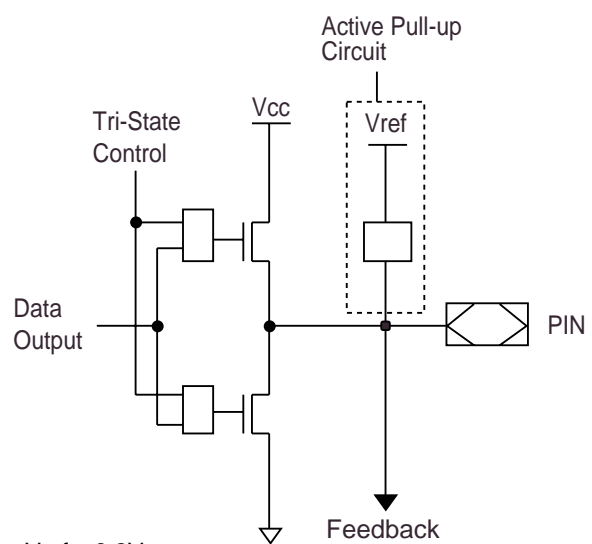 Active Pull-up
Circuit
Vcc
Vref
Tri-State
Control
Data
Output
PIN
Feedback